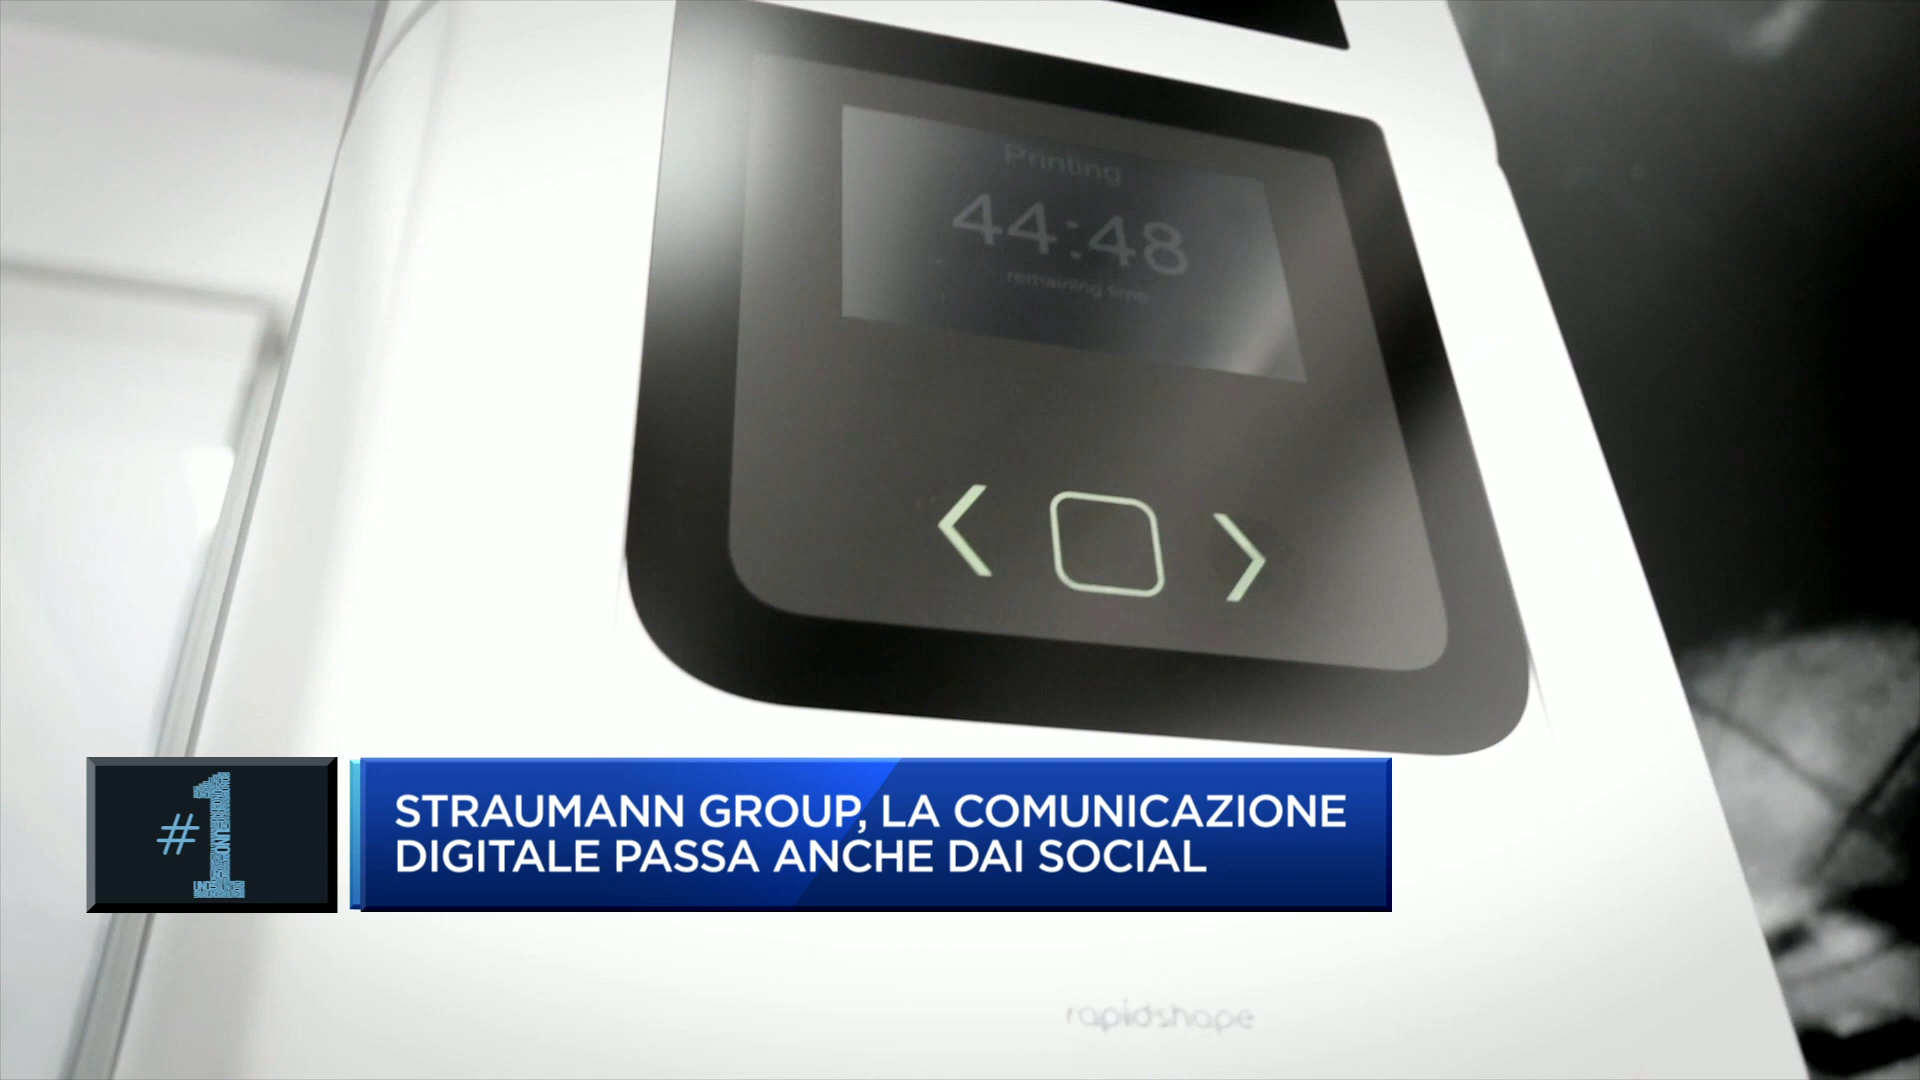 Printing
44:48
remaining time
#1
STRAUMANN GROUP, LA COMUNICAZIONE
DIGITALE PASSA ANCHE DAI SOCIAL
rapidshape